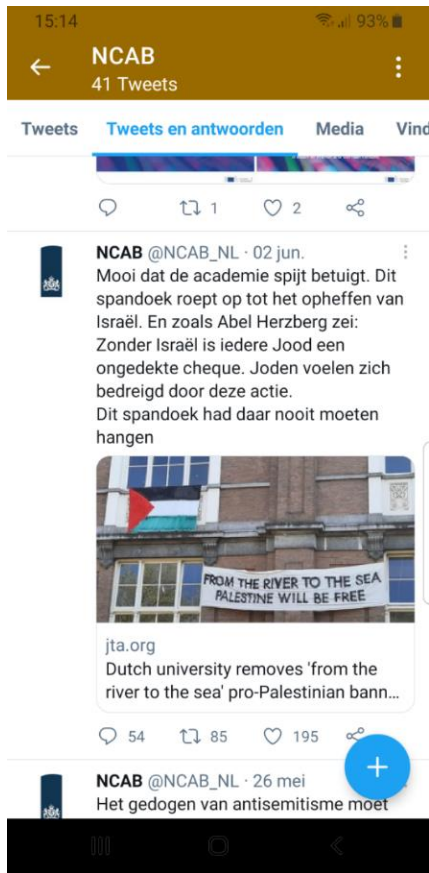 15:14
93%
NCAB
41 Tweets
Tweets
Tweets en antwoorden
Media
Vind
1
2
NCAB @NCAB_NL · 02 jun.
Mooi dat de academie spijt betuigt. Dit
spandoek roept op tot het opheffen van
Israël. En zoals Abel Herzberg zei:
Zonder Israël is iedere Jood een
ongedekte cheque. Joden voelen zich
bedreigd door deze actie.
Dit spandoek had daar nooit moeten
hangen
FROM THE RIVER TO THE SEA
PALESTINE WILL BE FREE
jta.org
Dutch university removes 'from the
river to the sea' pro-Palestinian bann...
54
85
195
+
NCAB @NCAB_NL · 26 mei
Het gedogen van antisemitisme moet